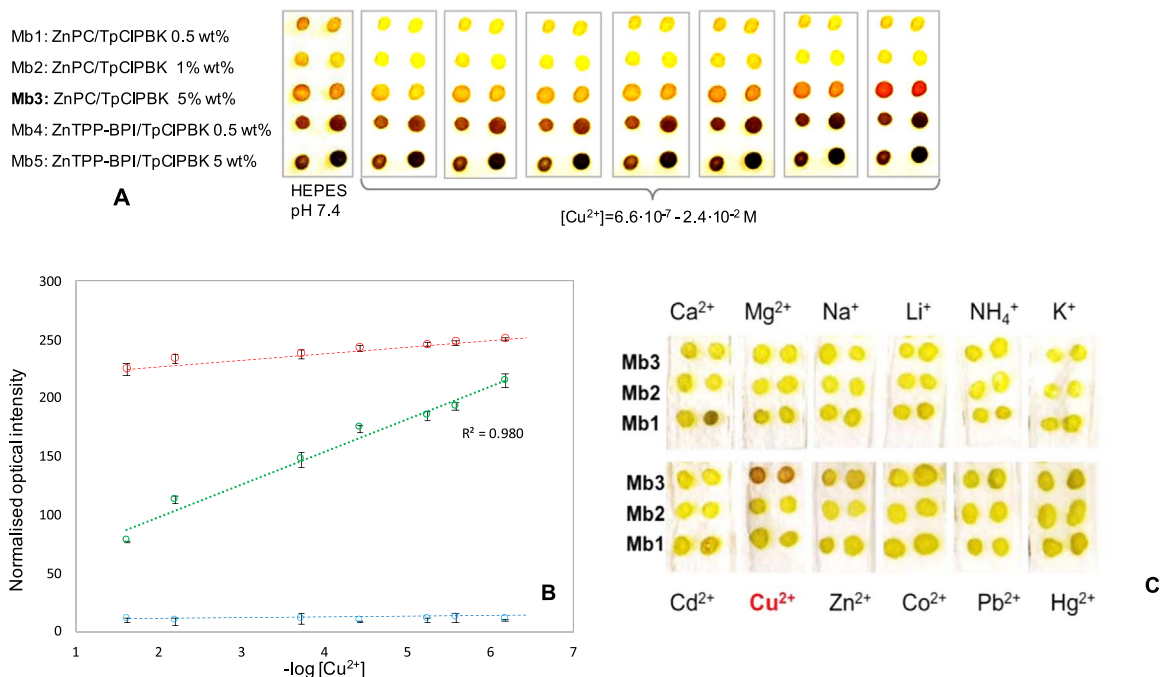 Mb1: ZnPC/TpClPBK 0.5 wt%
Mb2: ZnPC/TpClPBK 1% wt%
Mb3: ZnPC/TpClPBK 5% wt%
Mb4: ZnTPP-BPI/TpClPBK 0.5 wt%
Mb5: ZnTPP-BPI/TpClPBK 5 wt%
A
HEPES
pH 7.4
[Cu²⁺]=6.6·10⁻⁷ - 2.4·10⁻² M
300
250
200
150
100
50
0
Normalised optical intensity
R² = 0.980
B
1 2 3 4 5 6 7
-log [Cu²⁺]
Ca²⁺ Mg²⁺ Na⁺ Li⁺ NH₄⁺ K⁺
Mb3
Mb2
Mb1
Mb3
Mb2
Mb1
Cd²⁺ Cu²⁺ Zn²⁺ Co²⁺ Pb²⁺ Hg²⁺
C